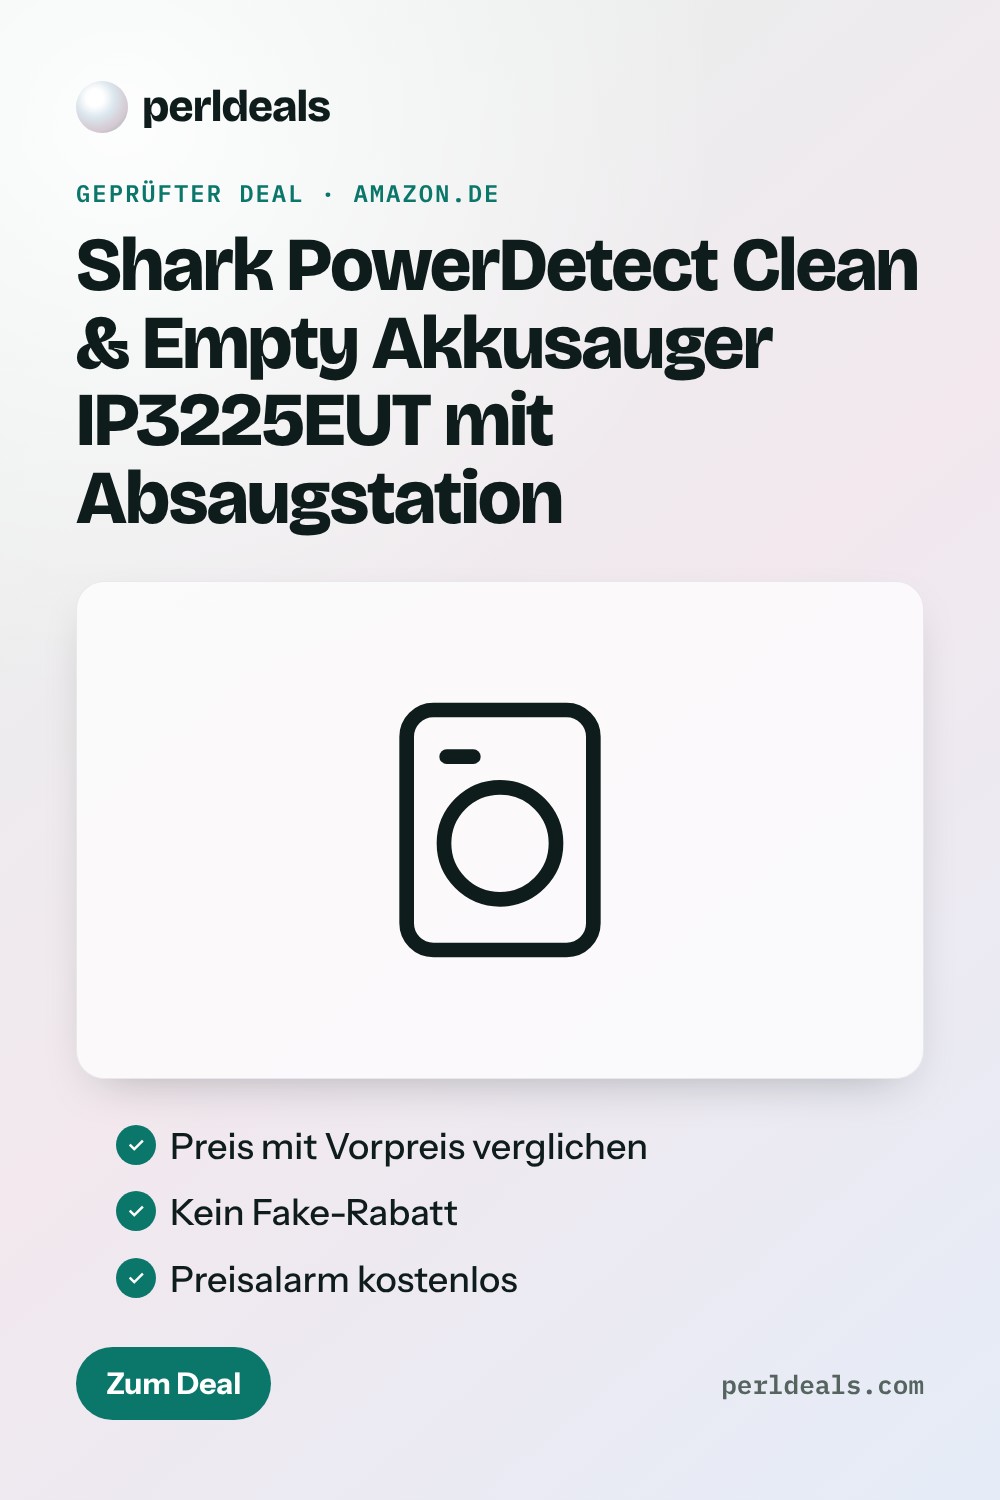 perldeals
GEPRÜFTER DEAL · AMAZON.DE
Shark PowerDetect Clean
& Empty Akkusauger
IP3225EUT mit
Absaugstation
Preis mit Vorpreis verglichen
Kein Fake-Rabatt
Preisalarm kostenlos
Zum Deal
perldeals.com